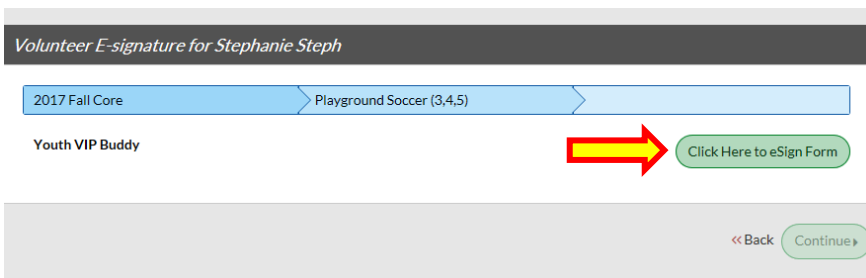 Volunteer E-signature for Stephanie Steph
2017 Fall Core Playground Soccer (3,4,5)
Youth VIP Buddy Click Here to eSign Form
«Back Continue